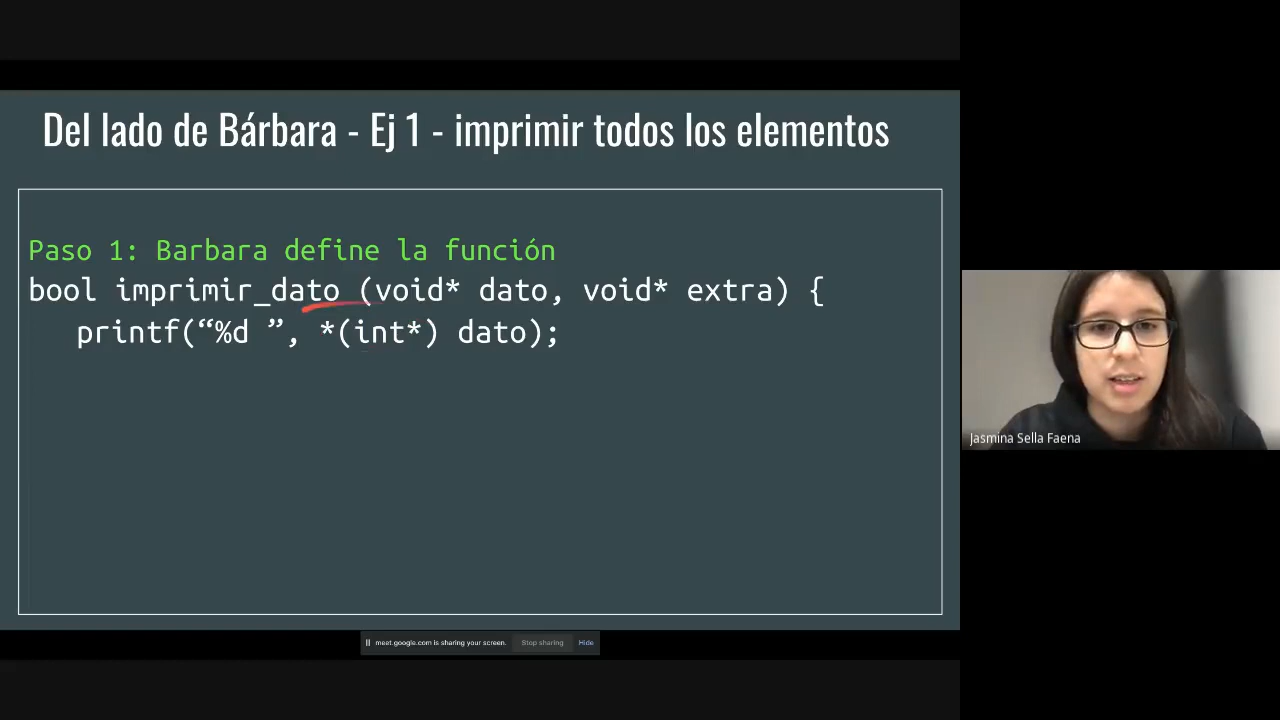 Del lado de Bárbara - Ej 1 - imprimir todos los elementos
Paso 1: Barbara define la función
bool imprimir_dato (void* dato, void* extra) {
printf(“%d ”, *(int*) dato);
Jasmina Sella Faena
meet.google.com is sharing your screen.
Stop sharing
Hide